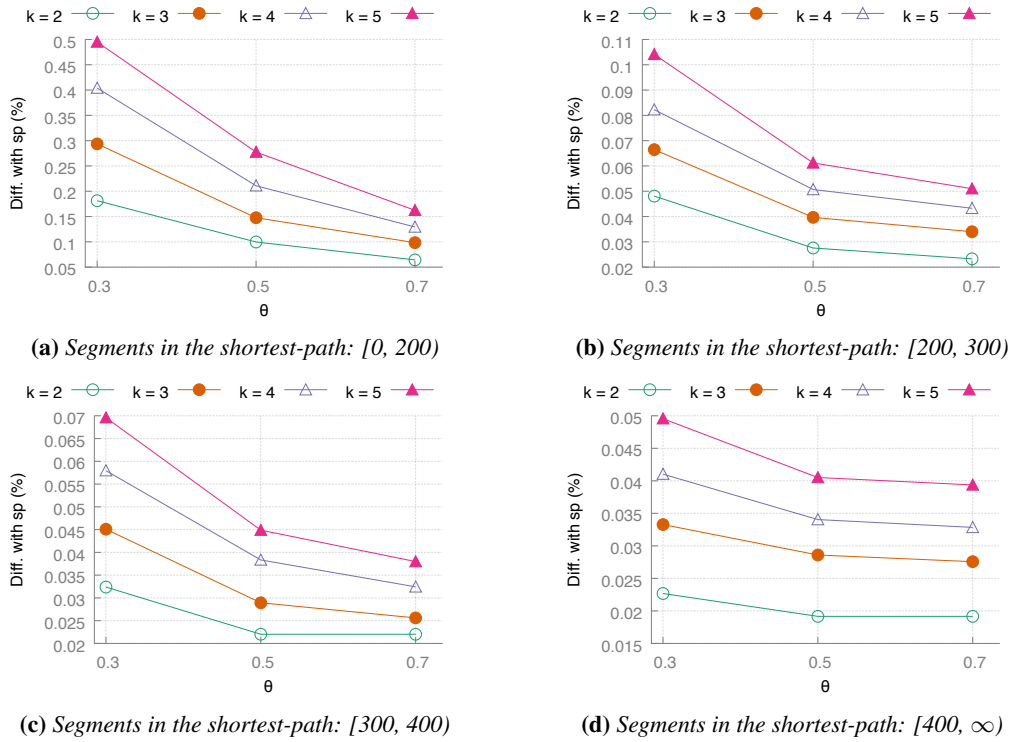 k = 2 k = 3 k = 4 k = 5
0.5
0.45
0.4
0.35
0.3
0.25
0.2
0.15
0.1
0.05
Diff. with sp (%)
0.3 0.5 0.7
θ
(a) Segments in the shortest-path: [0, 200)
k = 2 k = 3 k = 4 k = 5
0.11
0.1
0.09
0.08
0.07
0.06
0.05
0.04
0.03
0.02
Diff. with sp (%)
0.3 0.5 0.7
θ
(b) Segments in the shortest-path: [200, 300)
k = 2 k = 3 k = 4 k = 5
0.07
0.065
0.06
0.055
0.05
0.045
0.04
0.035
0.03
0.025
0.02
Diff. with sp (%)
0.3 0.5 0.7
θ
(c) Segments in the shortest-path: [300, 400)
k = 2 k = 3 k = 4 k = 5
0.05
0.045
0.04
0.035
0.03
0.025
0.02
0.015
Diff. with sp (%)
0.3 0.5 0.7
θ
(d) Segments in the shortest-path: [400, ∞)